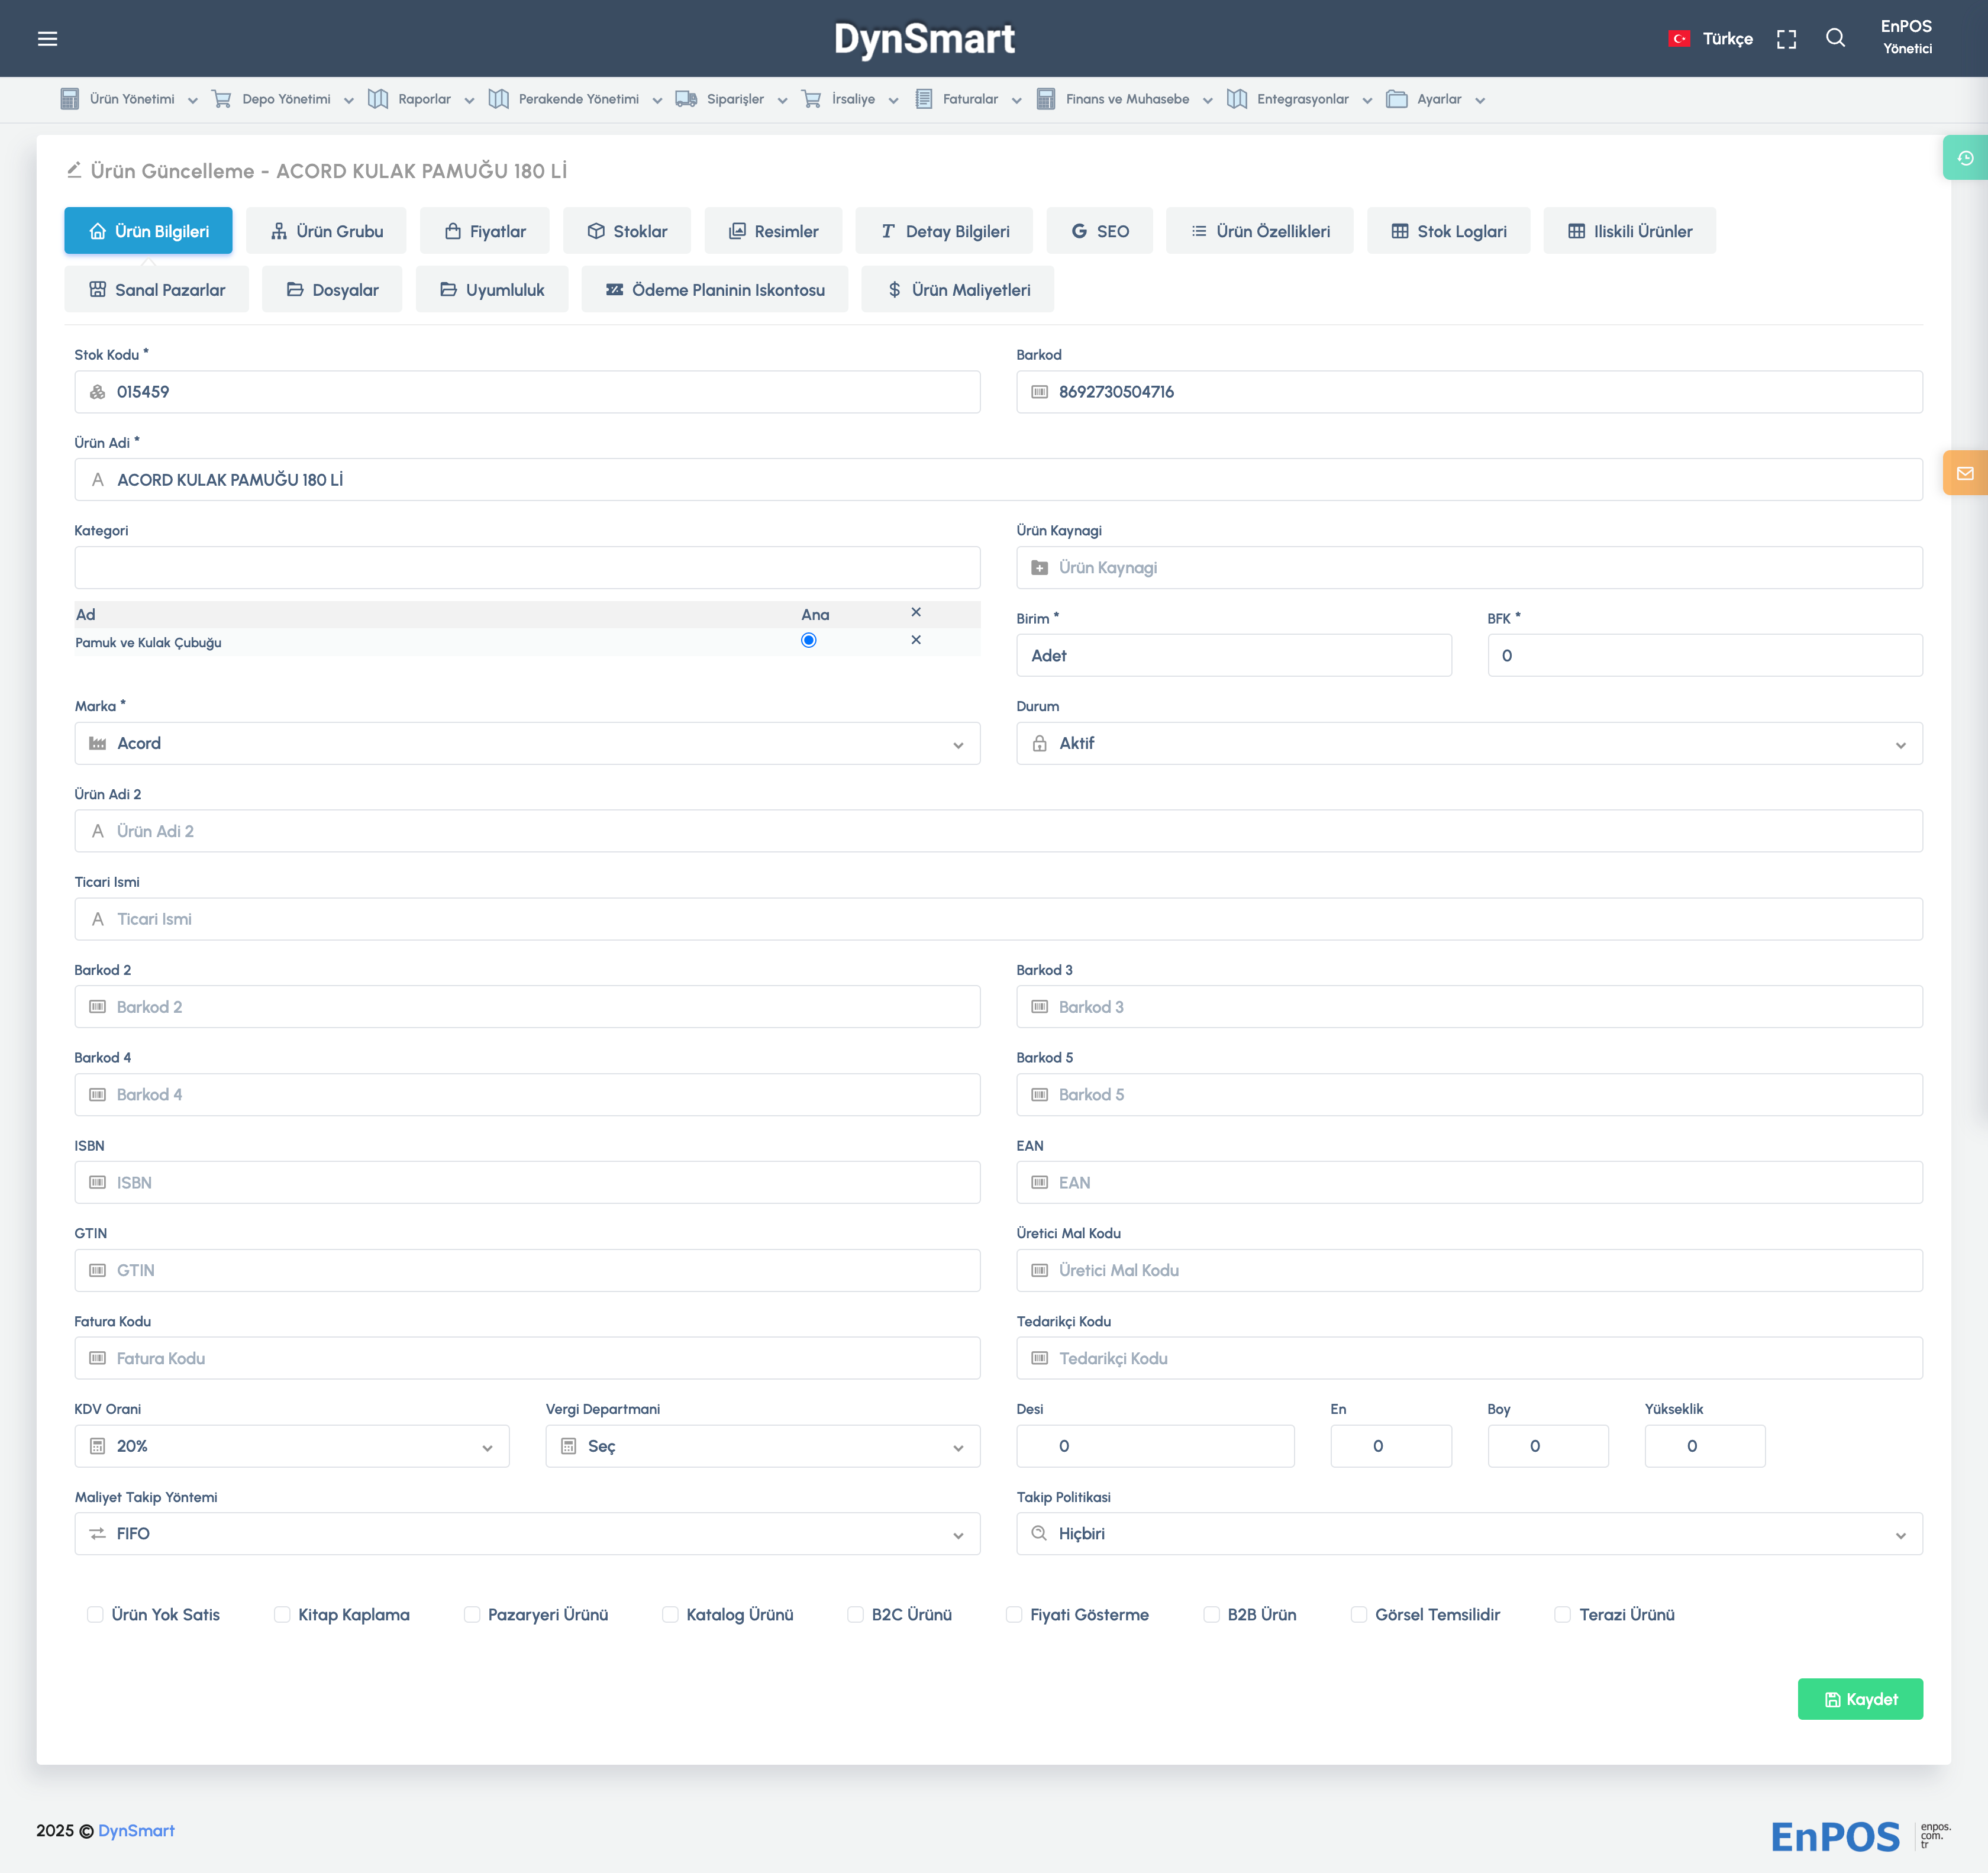 DynSmart
Türkçe
EnPOS
Yönetici
Ürün Yönetimi Depo Yönetimi Raporlar Perakende Yönetimi Siparişler İrsaliye Faturalar Finans ve Muhasebe Entegrasyonlar Ayarlar
Ürün Güncelleme - ACORD KULAK PAMUĞU 180 Lİ
Ürün Bilgileri Ürün Grubu Fiyatlar Stoklar Resimler Detay Bilgileri SEO Ürün Özellikleri Stok Loglari Iliskili Ürünler
Sanal Pazarlar Dosyalar Uyumluluk Ödeme Planinin Iskontosu Ürün Maliyetleri
Stok Kodu * Barkod
015459 8692730504716
Ürün Adi *
ACORD KULAK PAMUĞU 180 Lİ
Kategori Ürün Kaynagi
Ürün Kaynagi
Ad Ana ×
Birim * BFK *
Pamuk ve Kulak Çubuğu ×
Adet 0
Marka * Durum
Acord Aktif
Ürün Adi 2
Ürün Adi 2
Ticari Ismi
Ticari Ismi
Barkod 2 Barkod 3
Barkod 2 Barkod 3
Barkod 4 Barkod 5
Barkod 4 Barkod 5
ISBN EAN
ISBN EAN
GTIN Üretici Mal Kodu
GTIN Üretici Mal Kodu
Fatura Kodu Tedarikçi Kodu
Fatura Kodu Tedarikçi Kodu
KDV Orani Vergi Departmani Desi En Boy Yükseklik
20% Seç 0 0 0 0
Maliyet Takip Yöntemi Takip Politikasi
FIFO Hiçbiri
Ürün Yok Satis Kitap Kaplama Pazaryeri Ürünü Katalog Ürünü B2C Ürünü Fiyati Gösterme B2B Ürün Görsel Temsilidir Terazi Ürünü
Kaydet
2025 © DynSmart
EnPOS
enpos.
com.
tr